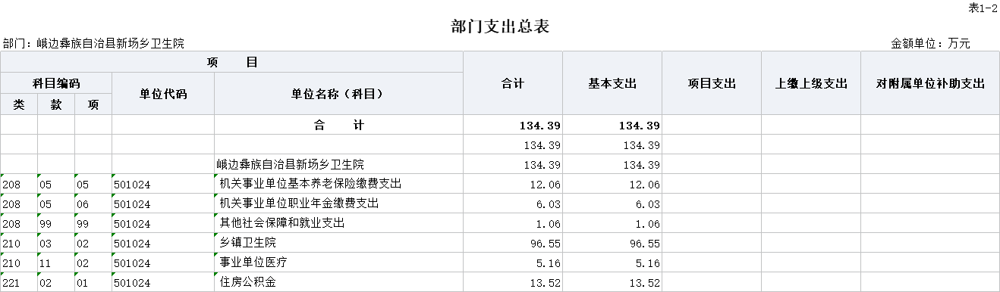 表1-2
部门支出总表
部门：峨边彝族自治县新场乡卫生院 金额单位：万元
项 目 合计 基本支出 项目支出 上缴上级支出 对附属单位补助支出
科目编码 单位代码 单位名称（科目）
类 款 项
合 计 134.39 134.39
134.39 134.39
峨边彝族自治县新场乡卫生院 134.39 134.39
208 05 05 501024 机关事业单位基本养老保险缴费支出 12.06 12.06
208 05 06 501024 机关事业单位职业年金缴费支出 6.03 6.03
208 99 99 501024 其他社会保障和就业支出 1.06 1.06
210 03 02 501024 乡镇卫生院 96.55 96.55
210 11 02 501024 事业单位医疗 5.16 5.16
221 02 01 501024 住房公积金 13.52 13.52